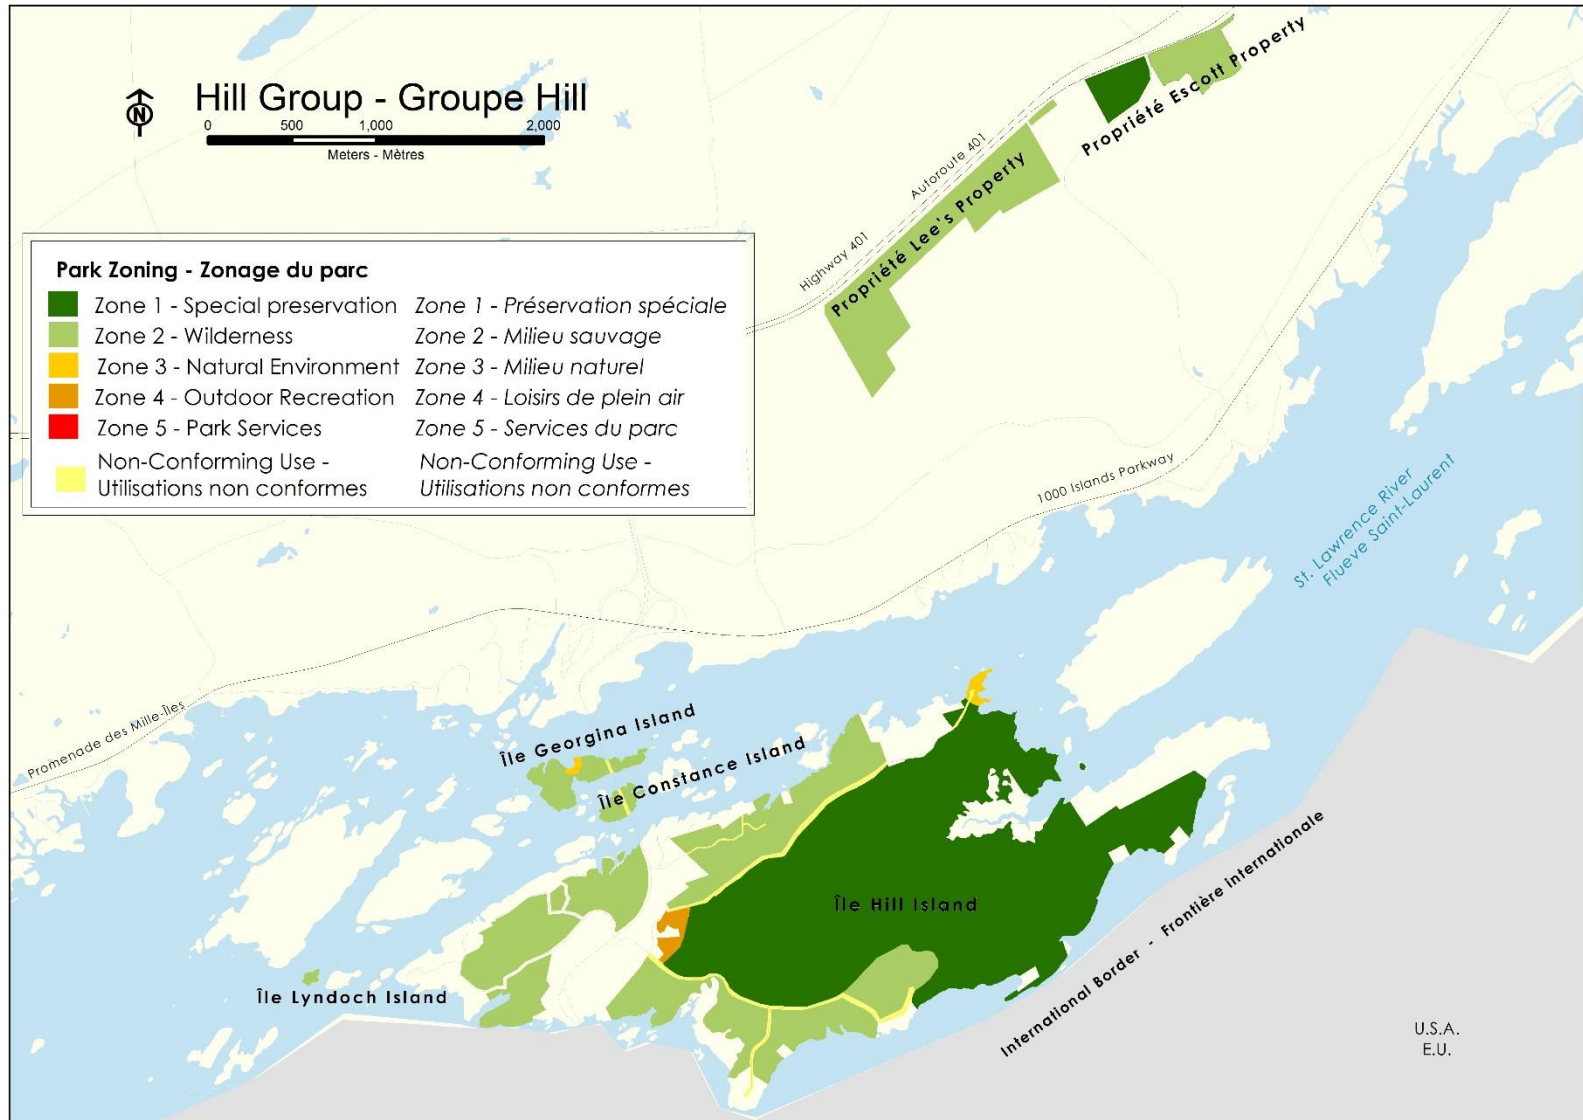 Hill Group - Groupe Hill
N
0 500 1,000 2,000
Meters - Mètres
Propriété Escott Property
Autoroute 401
Highway 401
Propriété Lee's Property
Park Zoning - Zonage du parc
Zone 1 - Special preservation Zone 1 - Préservation spéciale
Zone 2 - Wilderness Zone 2 - Milieu sauvage
Zone 3 - Natural Environment Zone 3 - Milieu naturel
Zone 4 - Outdoor Recreation Zone 4 - Loisirs de plein air
Zone 5 - Park Services Zone 5 - Services du parc
Non-Conforming Use - Non-Conforming Use -
Utilisations non conformes Utilisations non conformes
1000 Islands Parkway
St. Lawrence River
Flueve Saint-Laurent
Promenade des Mille-Îles
Île Georgina Island
Île Constance Island
Île Hill Island
Île Lyndoch Island
International Border - Frontière internationale
U.S.A.
E.U.